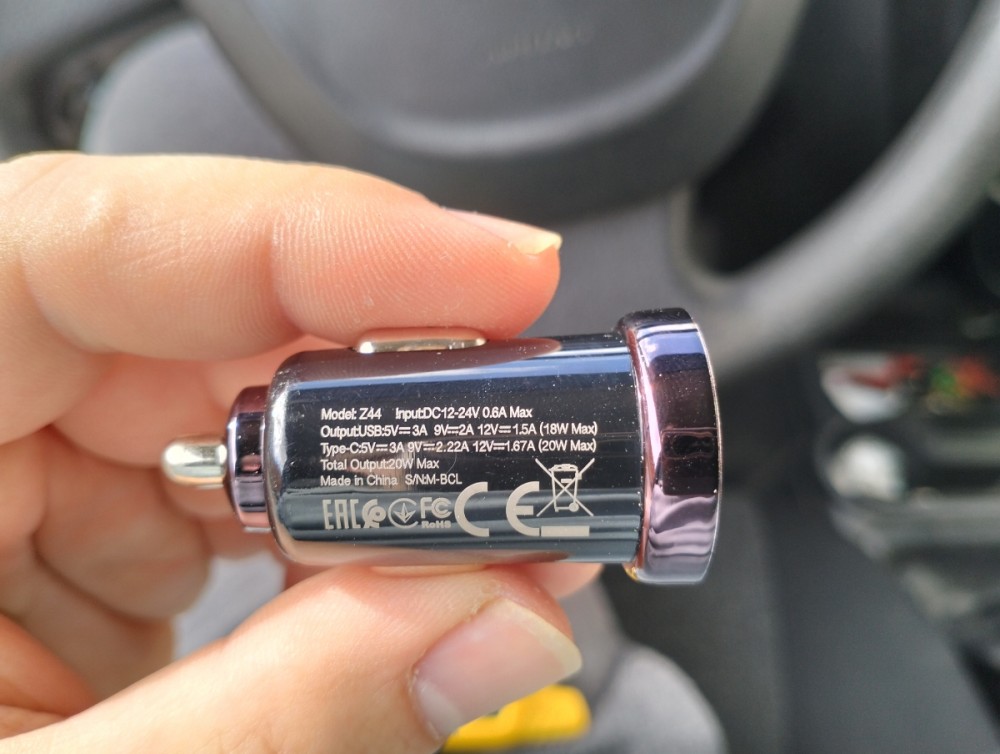 Model: Z44 Input:DC12-24V 0.6A Max
Output:USB:5V⎓3A 9V⎓2A 12V⎓1.5A (18W Max)
Type-C:5V⎓3A 9V⎓2.22A 12V⎓1.67A (20W Max)
Total Output:20W Max
Made in China S/N:M-BCL
EAC FC CE
RoHS